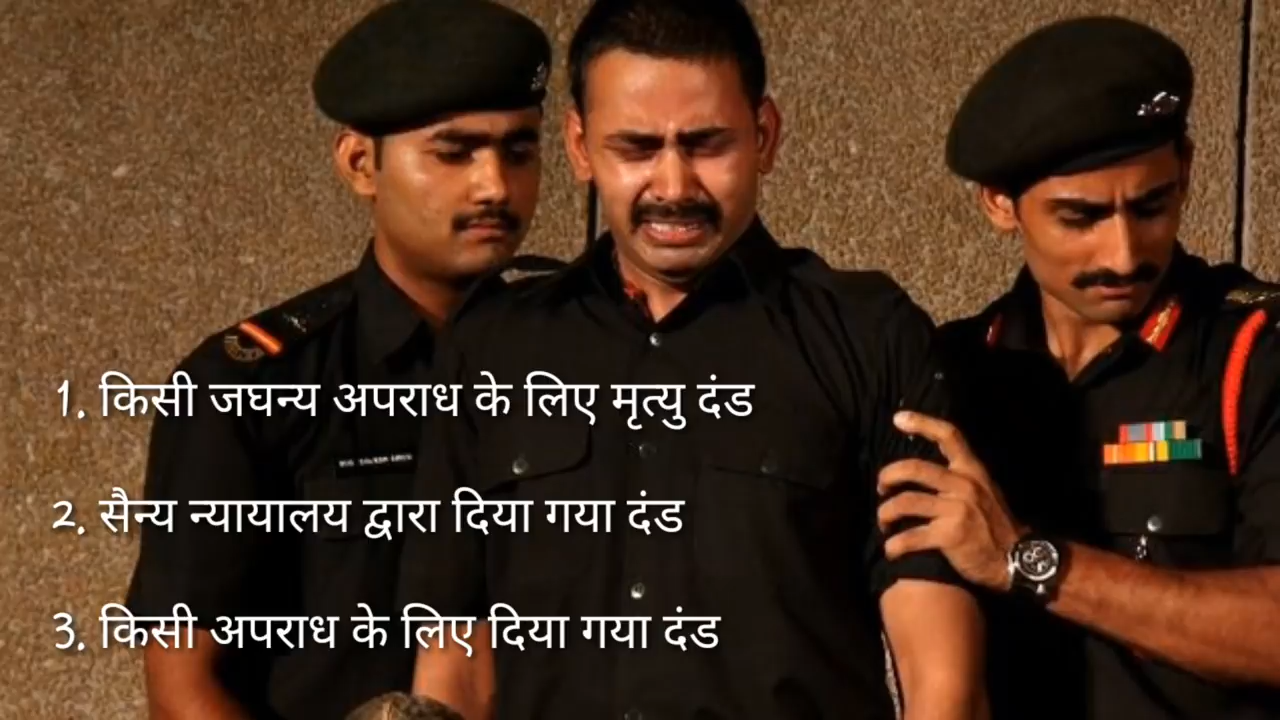 1. किसी जघन्य अपराध के लिए मृत्यु दंड
2. सैन्य न्यायालय द्वारा दिया गया दंड
3. किसी अपराध के लिए दिया गया दंड